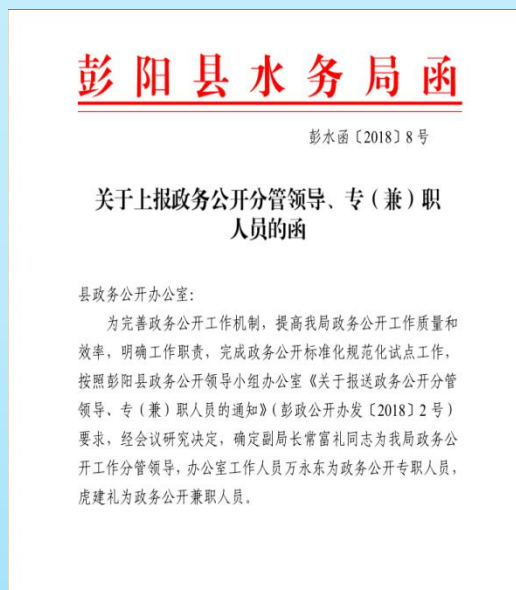 彭阳县水务局函
彭水函〔2018〕8号
关于上报政务公开分管领导、专（兼）职
人员的函
县政务公开办公室：
为完善政务公开工作机制，提高我局政务公开工作质量和
效率，明确工作职责，完成政务公开标准化规范化试点工作，
按照彭阳县政务公开领导小组办公室《关于报送政务公开分管
领导、专（兼）职人员的通知》（彭政公开办发〔2018〕2号）
要求，经会议研究决定，确定副局长常富礼同志为我局政务公
开工作分管领导，办公室工作人员万永东为政务公开专职人员，
虎建礼为政务公开兼职人员。